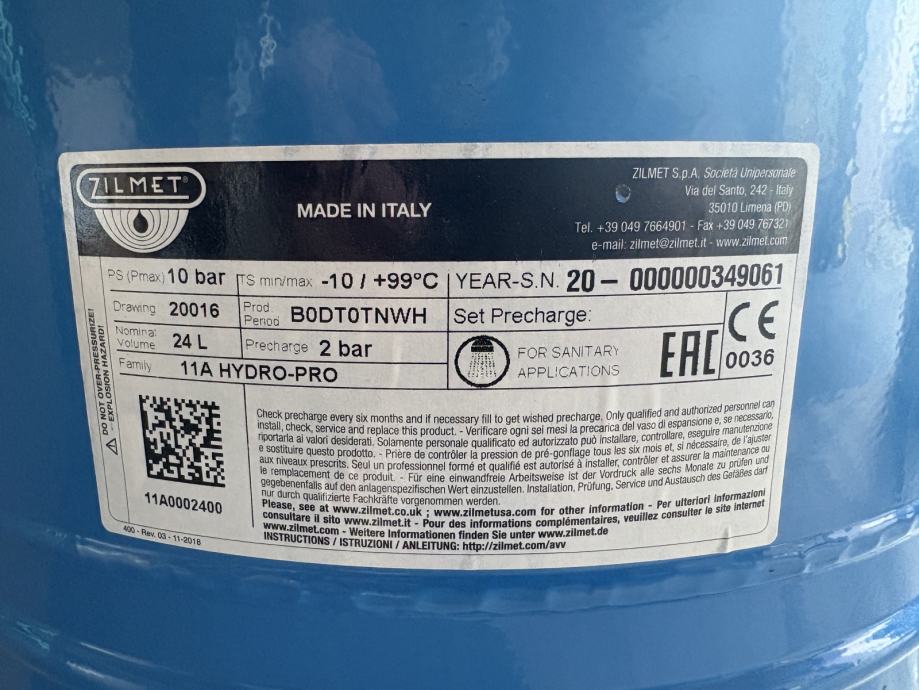 ZILMET®
MADE IN ITALY
ZILMET S.p.A. Società Unipersonale
Via del Santo, 242 - Italy
35010 Limena (PD)
Tel. +39 049 7664901 - Fax +39 049 767321
e-mail: zilmet@zilmet.it - www.zilmet.com
DO NOT OVER-PRESSURIZE!
EXPLOSION HAZARD!
PS (Pmax) 10 bar
TS min/max -10 / +99°C
YEAR-S.N. 20 - 000000349061
Drawing 20016
Prod. Period B0DT0TNWH
Set Precharge:
Nominal Volume 24 L
Precharge 2 bar
Family 11A HYDRO-PRO
FOR SANITARY
APPLICATIONS
EAC
CE
0036
11A0002400
Check precharge every six months and if necessary fill to get wished precharge. Only qualified and authorized personnel can
install, check, service and replace this product. - Verificare ogni sei mesi la precarica del vaso di espansione e, se necessario,
riportarla ai valori desiderati. Solamente personale qualificato ed autorizzato può installare, controllare, eseguire manutenzione
e sostituire questo prodotto. - Prière de contrôler la pression de pré-gonflage tous les six mois et, si nécessaire, de l'ajuster
aux niveaux prescrits. Seul un professionnel formé et qualifié est autorisé à installer, contrôler et assurer la maintenance ou
le remplacement de ce produit. - Für eine einwandfreie Arbeitsweise ist der Vordruck alle sechs Monate zu prüfen und
gegebenenfalls auf den anlagenspezifischen Wert einzustellen. Installation, Prüfung, Service und Austausch des Gefäßes darf
nur durch qualifizierte Fachkräfte vorgenommen werden.
Please, see at www.zilmet.co.uk ; www.zilmetusa.com for other information - Per ulteriori informazioni
consultare il sito www.zilmet.it - Pour des informations complémentaires, veuillez consulter le site internet
www.zilmet.com - Weitere Informationen finden Sie unter www.zilmet.de
INSTRUCTIONS / ISTRUZIONI / ANLEITUNG: http://zilmet.com/avv
490 - Rev. 03 - 11-2018